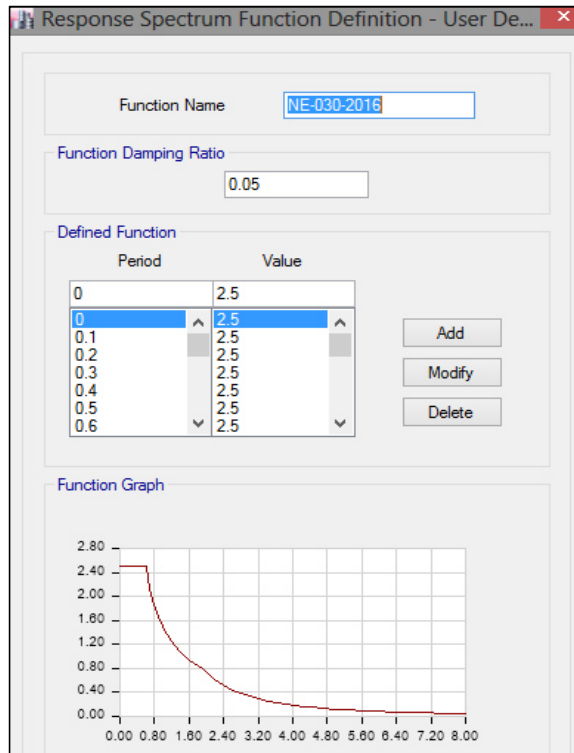 Response Spectrum Function Definition - User De...
Function Name
NE-030-2016
Function Damping Ratio
0.05
Defined Function
Period Value
0 2.5
0 2.5
0.1 2.5
0.2 2.5
0.3 2.5
0.4 2.5
0.5 2.5
0.6 2.5
Add
Modify
Delete
Function Graph
2.80
2.40
2.00
1.60
1.20
0.80
0.40
0.00
0.00 0.80 1.60 2.40 3.20 4.00 4.80 5.60 6.40 7.20 8.00